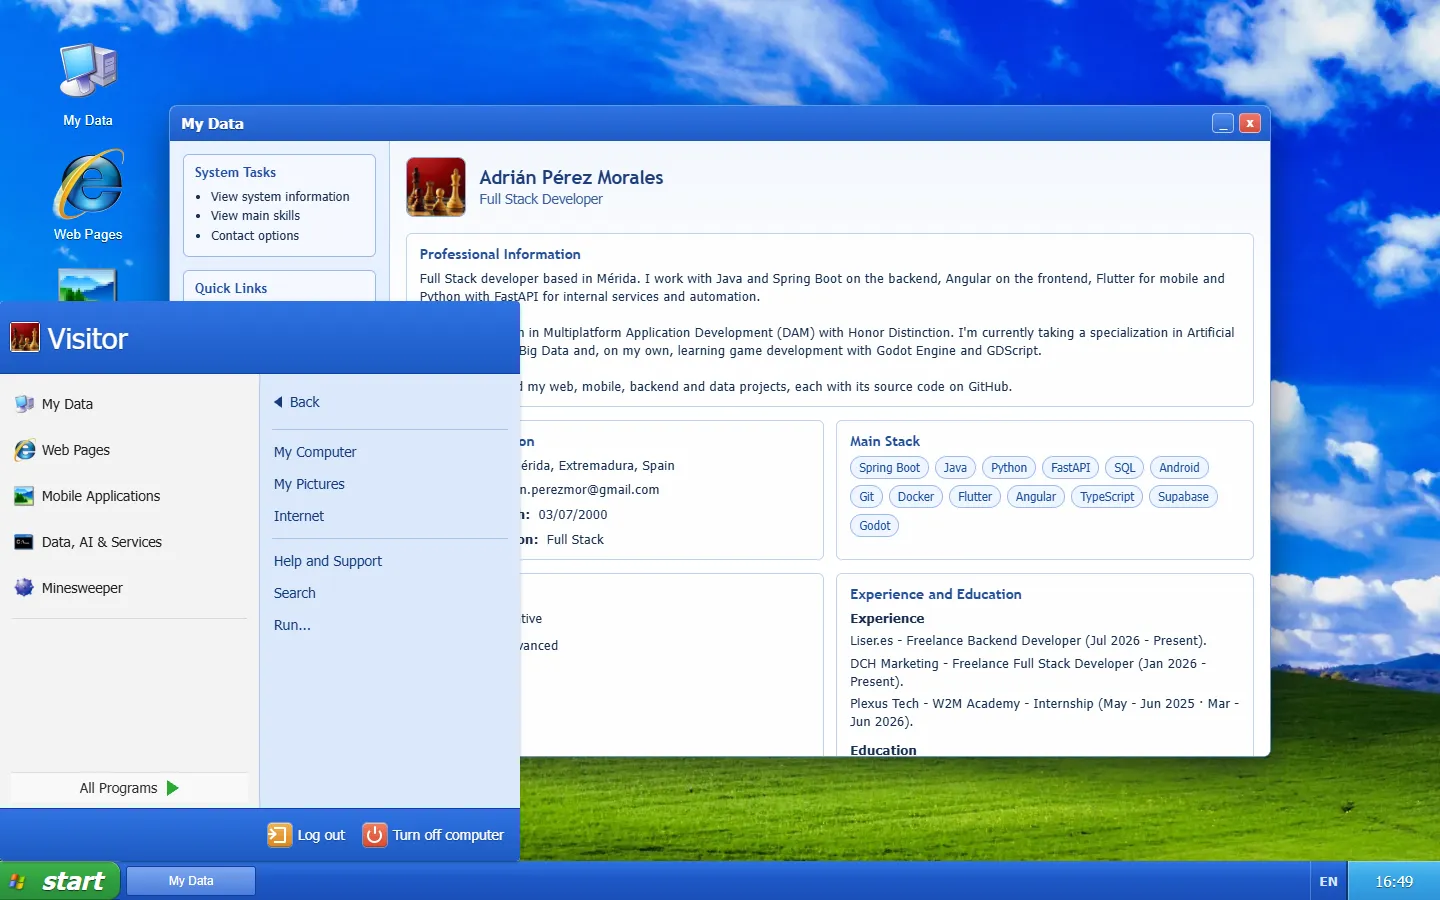 My Data
Web Pages
My Data
_
x
System Tasks
View system information
View main skills
Contact options
Quick Links
Adrián Pérez Morales
Full Stack Developer
Professional Information
Full Stack developer based in Mérida. I work with Java and Spring Boot on the backend, Angular on the frontend, Flutter for mobile and
Python with FastAPI for internal services and automation.
in Multiplatform Application Development (DAM) with Honor Distinction. I'm currently taking a specialization in Artificial
Big Data and, on my own, learning game development with Godot Engine and GDScript.
my web, mobile, backend and data projects, each with its source code on GitHub.
Extremadura, Spain
n.perezmor@gmail.com
03/07/2000
Full Stack
Main Stack
Spring Boot
Java
Python
FastAPI
SQL
Android
Git
Docker
Flutter
Angular
TypeScript
Supabase
Godot
Experience and Education
Experience
Liser.es - Freelance Backend Developer (Jul 2026 - Present).
DCH Marketing - Freelance Full Stack Developer (Jan 2026 -
Present).
Plexus Tech - W2M Academy - Internship (May - Jun 2025 · Mar -
Jun 2026).
Education
Visitor
My Data
Web Pages
Mobile Applications
Data, AI & Services
Minesweeper
All Programs
Back
My Computer
My Pictures
Internet
Help and Support
Search
Run...
Log out
Turn off computer
start
My Data
EN
16:49